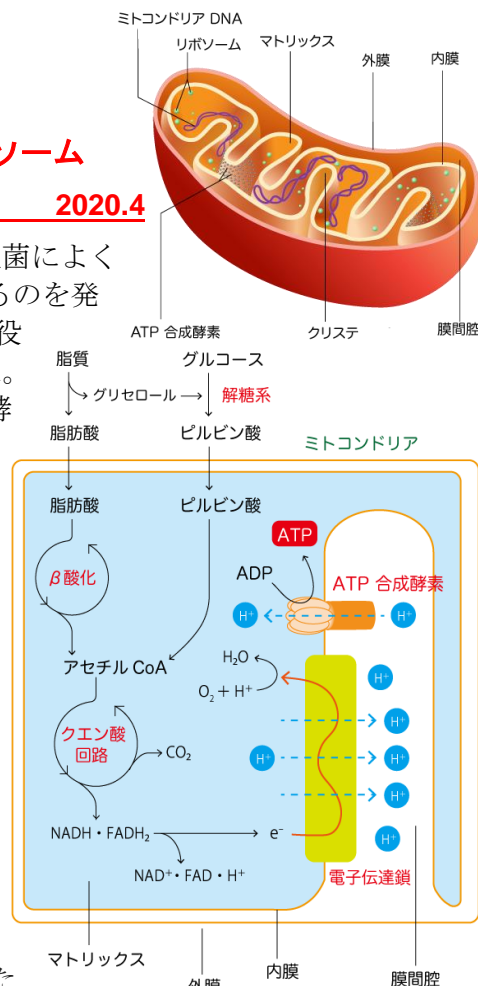 ミトコンドリア DNA
リボソーム
マトリックス
外膜
内膜
ソーム
2020.4
菌によく
るのを発
役
。
酵
ATP 合成酵素
クリステ
膜間腔
脂質
グルコース
グリセロール
解糖系
脂肪酸
ピルビン酸
ミトコンドリア
脂肪酸
ピルビン酸
ATP
ADP
ATP 合成酵素
β酸化
H⁺
H⁺
H₂O
アセチル CoA
O₂ + H⁺
H⁺
H⁺
クエン酸
回路
CO₂
H⁺
H⁺
H⁺
NADH・FADH₂
e⁻
H⁺
NAD⁺・FAD・H⁺
電子伝達鎖
マトリックス
外膜
内膜
膜間腔